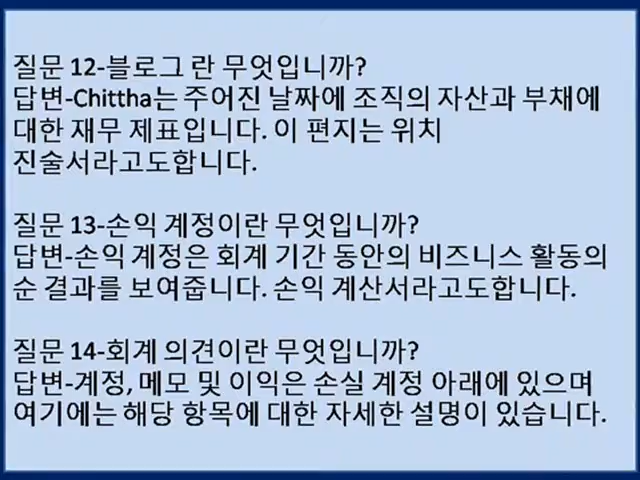 질문 12-블로그 란 무엇입니까?
답변-Chittha는 주어진 날짜에 조직의 자산과 부채에
대한 재무 제표입니다. 이 편지는 위치
진술서라고도합니다.
질문 13-손익 계정이란 무엇입니까?
답변-손익 계정은 회계 기간 동안의 비즈니스 활동의
순 결과를 보여줍니다. 손익 계산서라고도합니다.
질문 14-회계 의견이란 무엇입니까?
답변-계정, 메모 및 이익은 손실 계정 아래에 있으며
여기에는 해당 항목에 대한 자세한 설명이 있습니다.